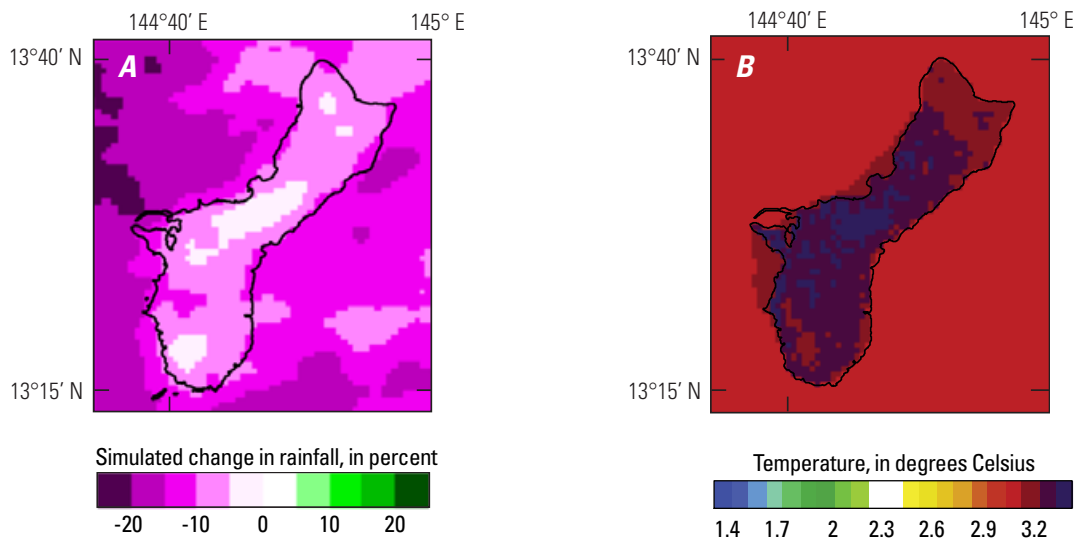 144°40′ E 145° E
13°40′ N
A
13°15′ N
Simulated change in rainfall, in percent
-20 -10 0 10 20
144°40′ E 145° E
13°40′ N
B
13°15′ N
Temperature, in degrees Celsius
1.4 1.7 2 2.3 2.6 2.9 3.2